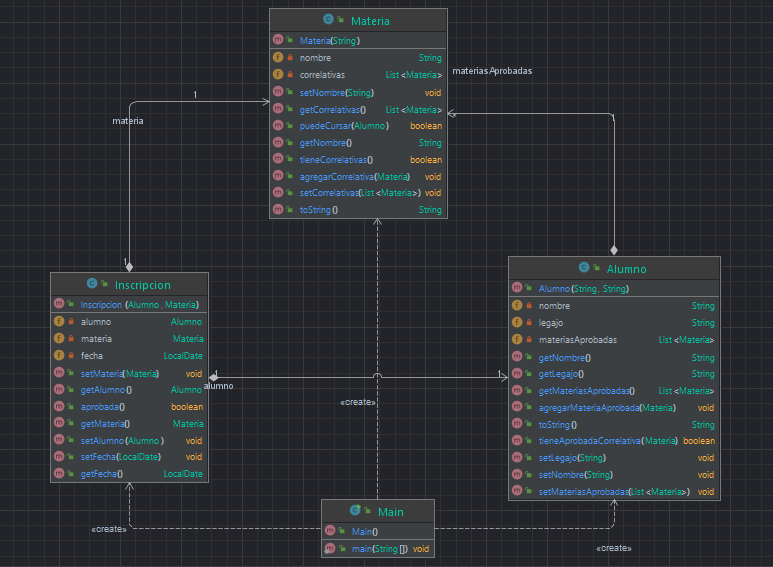 Materia
Materia(String)
nombre String
correlativas List<Materia>
setNombre(String) void
getCorrelativas() List<Materia>
puedeCursar(Alumno) boolean
getNombre() String
tieneCorrelativas() boolean
agregarCorrelativa(Materia) void
setCorrelativas(List<Materia>) void
toString() String
materiasAprobadas
1
materia
1
Inscripcion
Inscripcion(Alumno, Materia)
alumno Alumno
materia Materia
fecha LocalDate
setMateria(Materia) void
getAlumno() Alumno
aprobada() boolean
getMateria() Materia
setAlumno(Alumno) void
setFecha(LocalDate) void
getFecha() LocalDate
1
alumno
1
Alumno
Alumno(String, String)
nombre String
legajo String
materiasAprobadas List<Materia>
getNombre() String
getLegajo() String
getMateriasAprobadas() List<Materia>
agregarMateriaAprobada(Materia) void
toString() String
tieneAprobadaCorrelativa(Materia) boolean
setLegajo(String) void
setNombre(String) void
setMateriasAprobadas(List<Materia>) void
«create»
Main
Main()
main(String[]) void
«create»
«create»